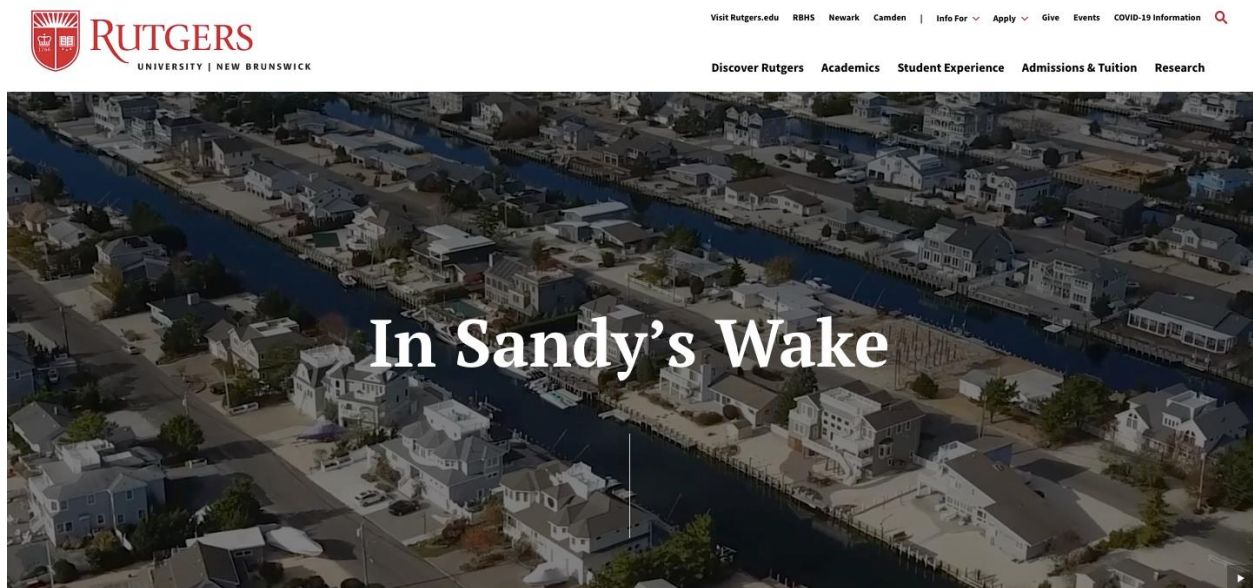 1766
RUTGERS
UNIVERSITY | NEW BRUNSWICK
Visit Rutgers.edu RBHS Newark Camden | Info For Apply Give Events COVID-19 Information
Discover Rutgers Academics Student Experience Admissions & Tuition Research
In Sandy’s Wake